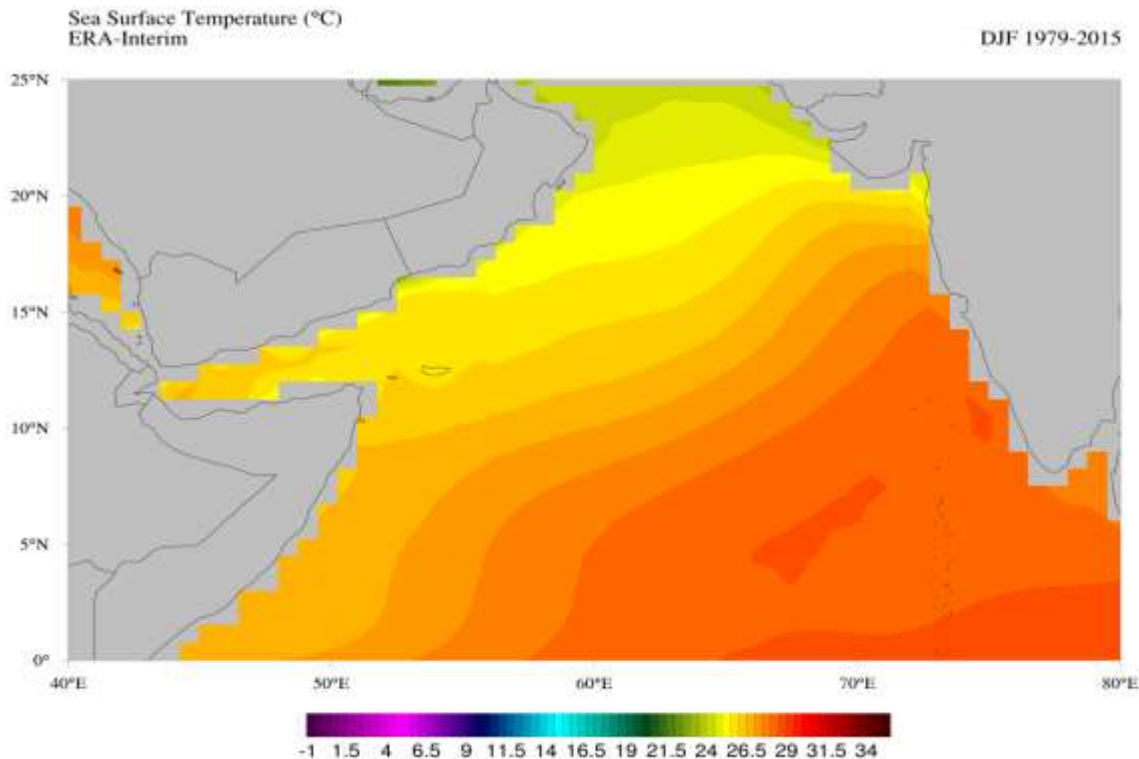 Sea Surface Temperature (°C)
ERA-Interim
DJF 1979-2015
25°N
20°N
15°N
10°N
5°N
0°
40°E 50°E 60°E 70°E 80°E
-1 1.5 4 6.5 9 11.5 14 16.5 19 21.5 24 26.5 29 31.5 34